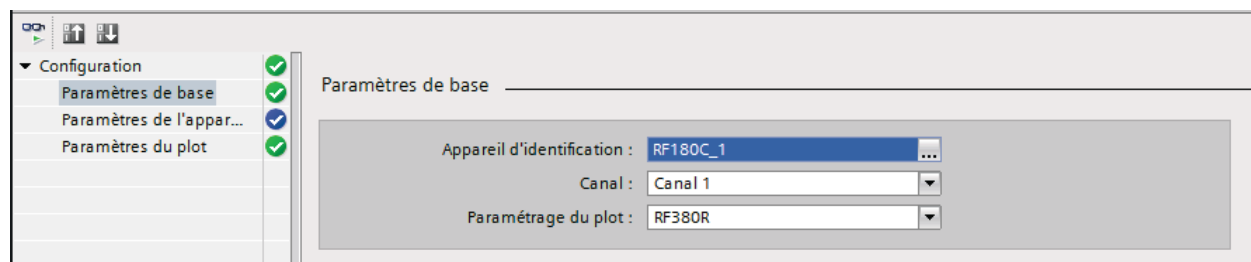 Configuration
Paramètres de base
Paramètres de l'appar...
Paramètres du plot
Paramètres de base
Appareil d'identification : RF180C_1 ...
Canal : Canal 1
Paramétrage du plot : RF380R